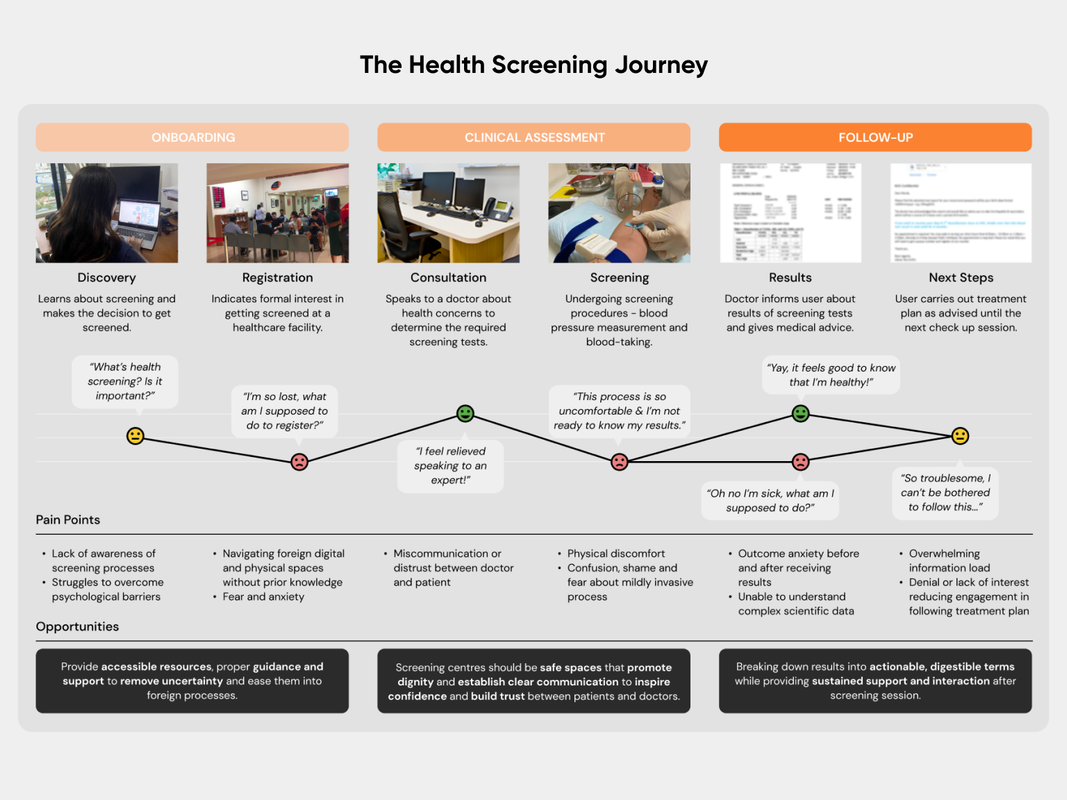 The Health Screening Journey
ONBOARDING
CLINICAL ASSESSMENT
FOLLOW-UP
Discovery
Learns about screening and
makes the decision to get
screened.
Registration
Indicates formal interest in
getting screened at a
healthcare facility.
Consultation
Speaks to a doctor about
health concerns to
determine the required
screening tests.
Screening
Undergoing screening
procedures - blood
pressure measurement and
blood-taking.
Results
Doctor informs user about
results of screening tests
and gives medical advice.
Next Steps
User carries out treatment
plan as advised until the
next check up session.
“What’s health
screening? Is it
important?”
“I’m so lost, what
am I supposed to
do to register?”
“I feel relieved
speaking to an
expert!”
“This process is so
uncomfortable & I’m not
ready to know my results.”
“Yay, it feels good to know
that I’m healthy!”
“Oh no I’m sick, what am I
supposed to do?”
“So troublesome, I
can’t be bothered
to follow this…”
Pain Points
• Lack of awareness of
screening processes
• Struggles to overcome
psychological barriers
• Navigating foreign digital
and physical spaces
without prior knowledge
• Fear and anxiety
• Miscommunication or
distrust between doctor
and patient
• Physical discomfort
• Confusion, shame and
fear about mildly invasive
process
• Outcome anxiety before
and after receiving
results
• Unable to understand
complex scientific data
• Overwhelming
information load
• Denial or lack of interest
reducing engagement in
following treatment plan
Opportunities
Provide accessible resources, proper guidance and
support to remove uncertainty and ease them into
foreign processes.
Screening centres should be safe spaces that promote
dignity and establish clear communication to inspire
confidence and build trust between patients and doctors.
Breaking down results into actionable, digestible terms
while providing sustained support and interaction after
screening session.